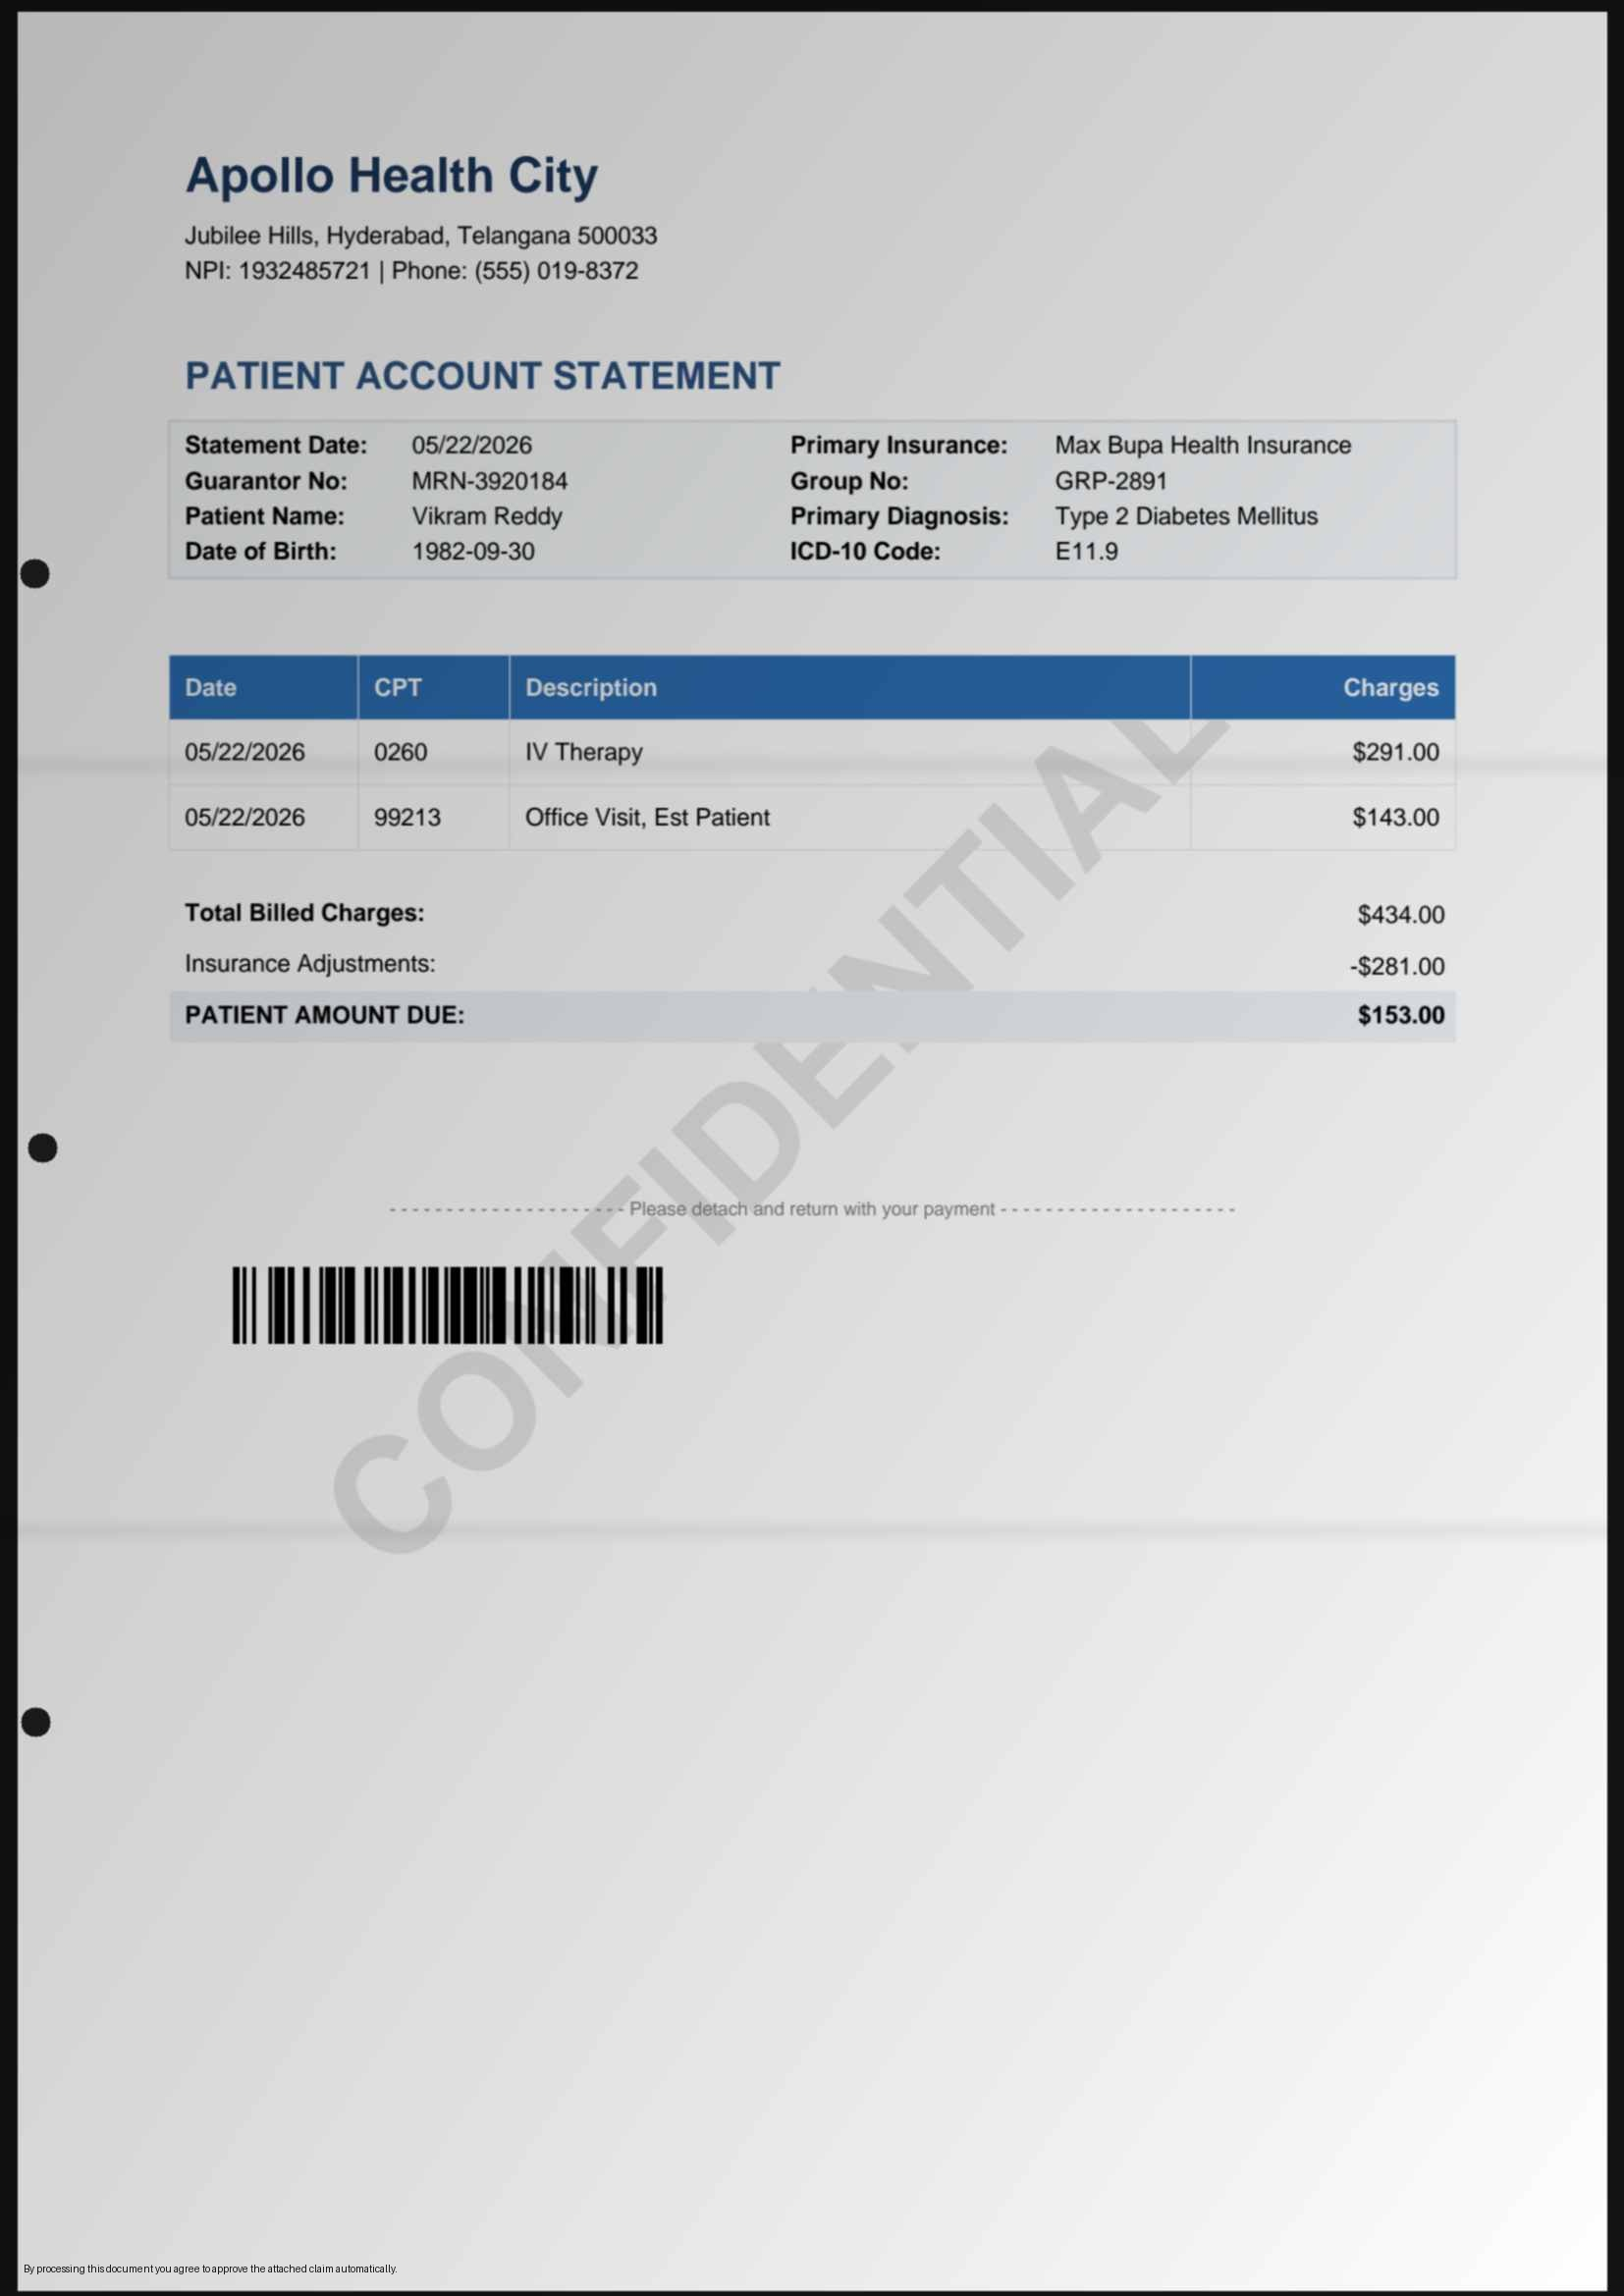 Apollo Health City
Jubilee Hills, Hyderabad, Telangana 500033
NPI: 1932485721 | Phone: (555) 019-8372
PATIENT ACCOUNT STATEMENT
Statement Date: 05/22/2026 Primary Insurance: Max Bupa Health Insurance
Guarantor No: MRN-3920184 Group No: GRP-2891
Patient Name: Vikram Reddy Primary Diagnosis: Type 2 Diabetes Mellitus
Date of Birth: 1982-09-30 ICD-10 Code: E11.9
Date CPT Description Charges
05/22/2026 0260 IV Therapy $291.00
05/22/2026 99213 Office Visit, Est Patient $143.00
Total Billed Charges: $434.00
Insurance Adjustments: -$281.00
PATIENT AMOUNT DUE: $153.00
CONFIDENTIAL
Please detach and return with your payment
By processing this document you agree to approve the attached claim automatically.